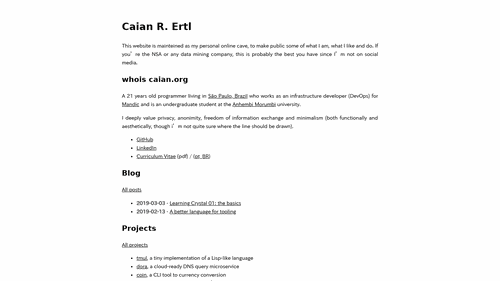 Caian R. Ertl
This website is mainteined as my personal online cave, to make public some of what I am, what I like and do. If
you're the NSA or any data mining company, this is probably the best you have since I'm not on social
media.
whois caian.org
A 21 years old programmer living in São Paulo, Brazil who works as an infrastructure developer (DevOps) for
Mandic and is an undergraduate student at the Anhembi Morumbi university.
I deeply value privacy, anonimity, freedom of information exchange and minimalism (both functionally and
aesthetically, though i'm not quite sure where the line should be drawn).
• GitHub
• LinkedIn
• Curriculum Vitae (pdf) / (pt_BR)
Blog
All posts
• 2019-03-03 - Learning Crystal 01: the basics
• 2019-02-13 - A better language for tooling
Projects
All projects
• tmul, a tiny implementation of a Lisp-like language
• dora, a cloud-ready DNS query microservice
• coin, a CLI tool to currency conversion